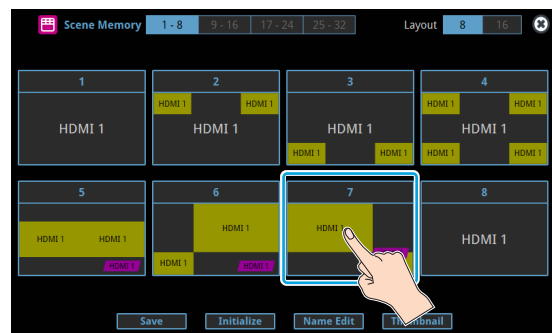 Scene Memory 1 - 8 9 - 16 17 - 24 25 - 32 Layout 8 16
1 2 3 4
HDMI 1 HDMI 1 HDMI 1 HDMI 1
HDMI 1 HDMI 1 HDMI 1 HDMI 1
HDMI 1 HDMI 1 HDMI 1 HDMI 1
5 6 7 8
HDMI 1 HDMI 1 HDMI 1 HDMI 1 HDMI 1
HDMI 1 HDMI 1 HDMI 1
Save Initialize Name Edit